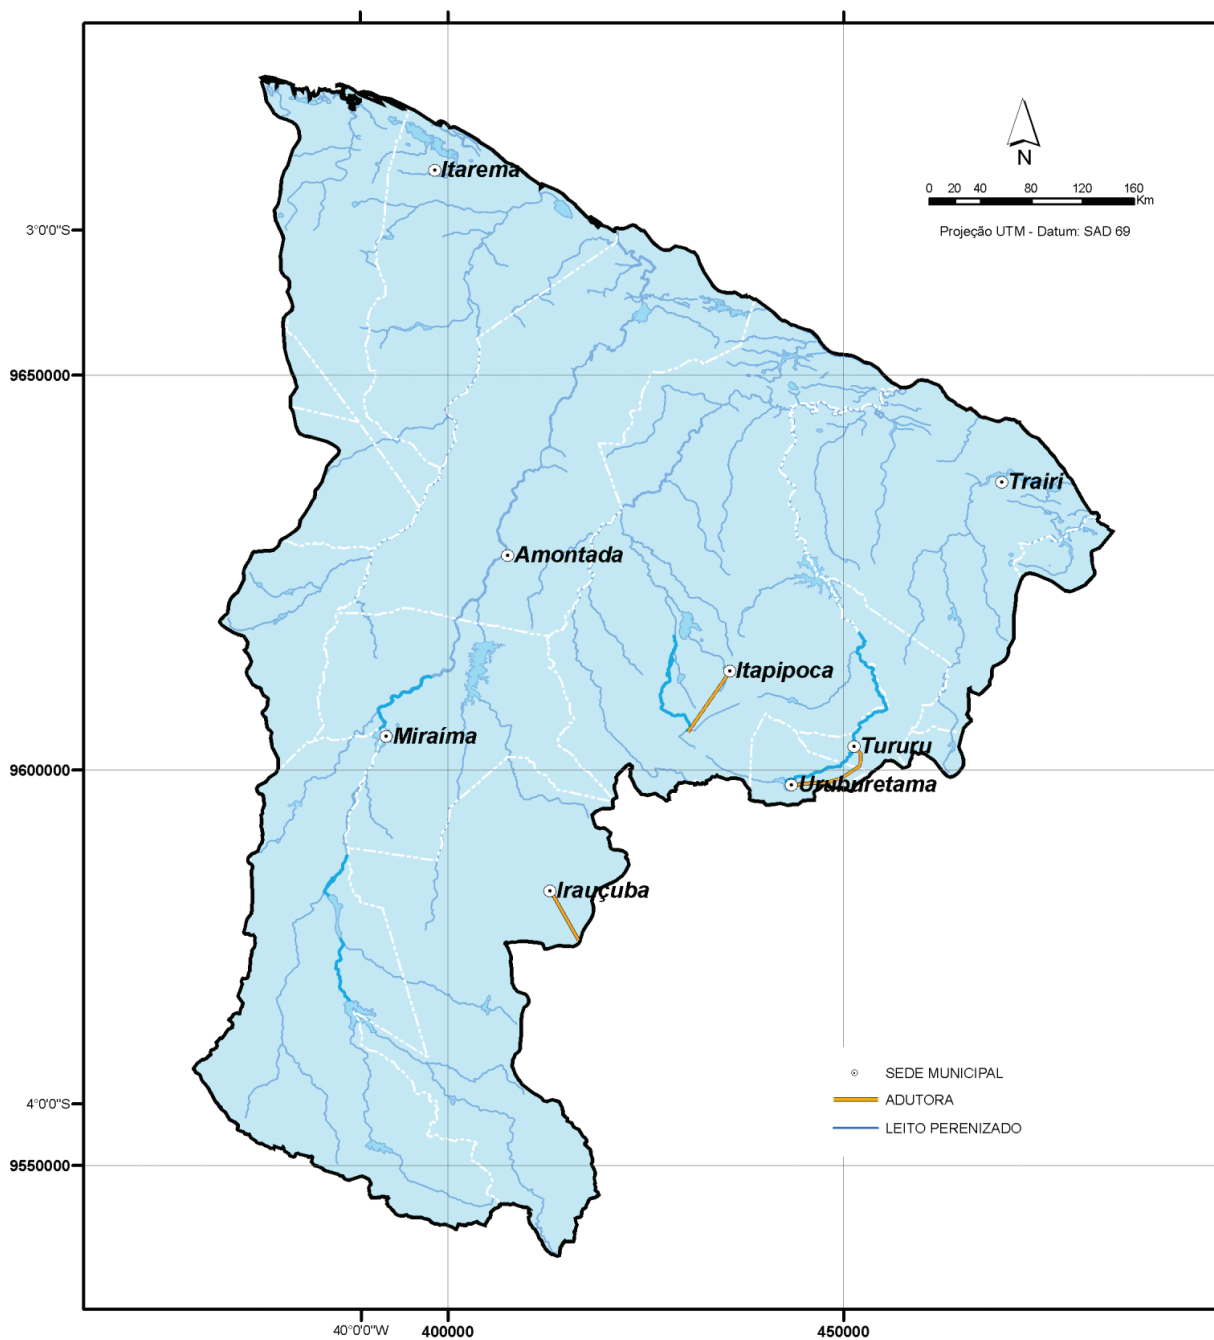 N
0 20 40 80 120 160
Km
Projeção UTM - Datum: SAD 69
Itarema
3°0'0"S
9650000
Trairi
Amontada
Itapipoca
Miraíma
Tururu
9600000
Uruburetama
Irauçuba
SEDE MUNICIPAL
ADUTORA
4°0'0"S
LEITO PERENIZADO
9550000
40°0'0"W 400000 450000